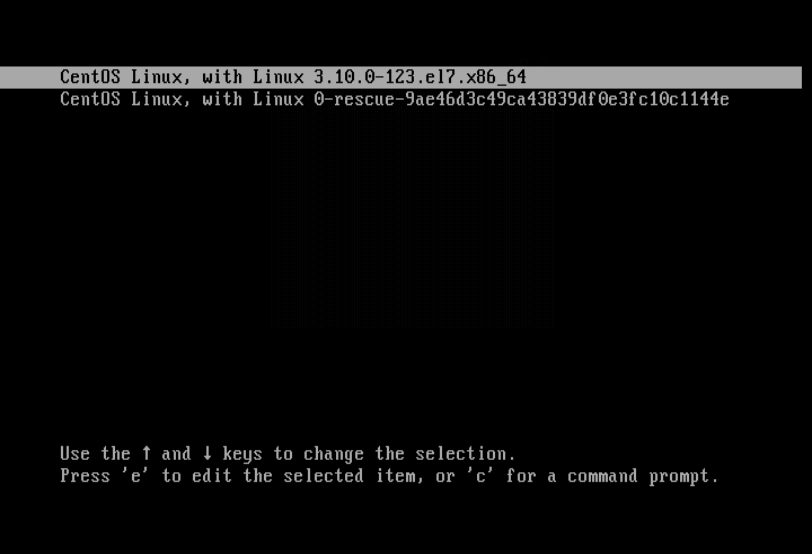 CentOS Linux, with Linux 3.10.0-123.el7.x86_64
CentOS Linux, with Linux 0-rescue-9ae46d3c49ca43839df0e3fc10c1144e
Use the ↑ and ↓ keys to change the selection.
Press 'e' to edit the selected item, or 'c' for a command prompt.